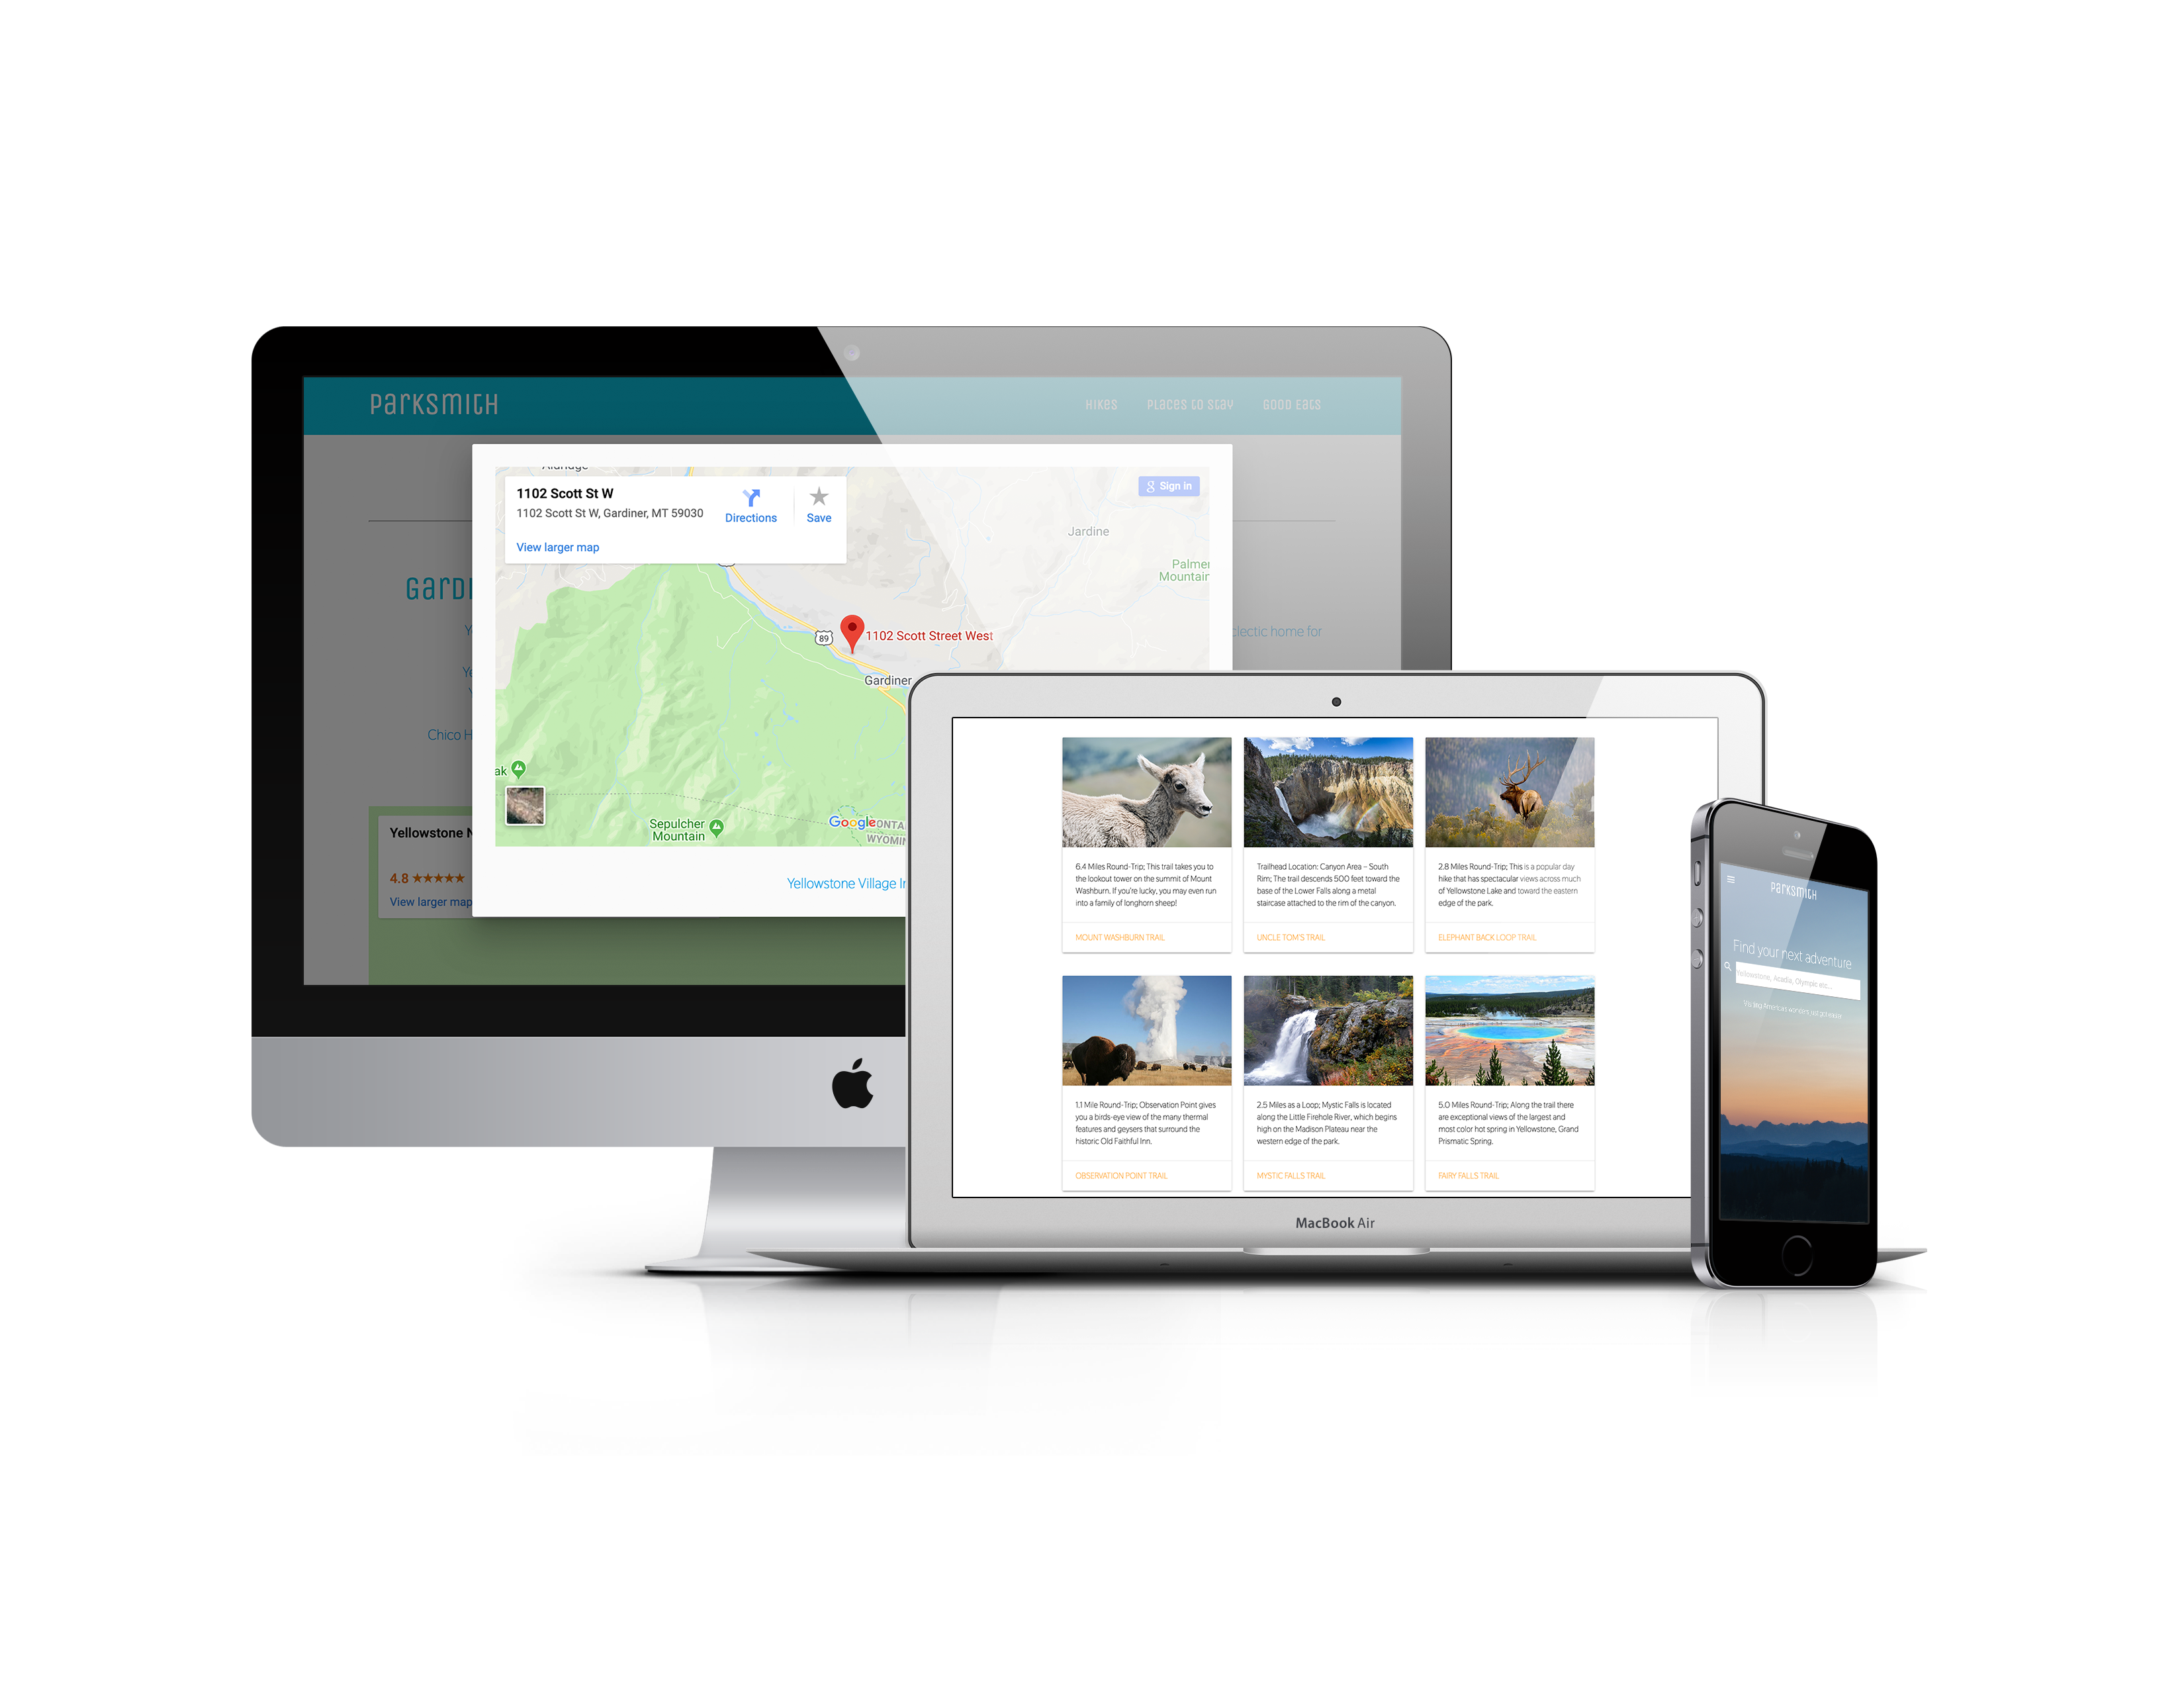 parksmith
Hikes
Places to Stay
Good Eats
Aldridge
1102 Scott St W
1102 Scott St W, Gardiner, MT 59030
Directions
Save
View larger map
Sign in
Jardine
Palmer
Mountain
89
1102 Scott Street West
Gardiner
clectic home for
Chico H
ak
Sepulcher
Mountain
Google
ONTA
WYOMIN
Yellowstone N
4.8
View larger map
Yellowstone Village In
6.4 Miles Round-Trip; This trail takes you to
the lookout tower on the summit of Mount
Washburn. If you're lucky, you may even run
into a family of longhorn sheep!
MOUNT WASHBURN TRAIL
Trailhead Location: Canyon Area – South
Rim; The trail descends 500 feet toward the
base of the Lower Falls along a metal
staircase attached to the rim of the canyon.
UNCLE TOM'S TRAIL
2.8 Miles Round-Trip; This is a popular day
hike that has spectacular views across much
of Yellowstone Lake and toward the eastern
edge of the park.
ELEPHANT BACK LOOP TRAIL
1.1 Mile Round-Trip; Observation Point gives
you a birds-eye view of the many thermal
features and geysers that surround the
historic Old Faithful Inn.
OBSERVATION POINT TRAIL
2.5 Miles as a Loop; Mystic Falls is located
along the Little Firehole River, which begins
high on the Madison Plateau near the
western edge of the park.
MYSTIC FALLS TRAIL
5.0 Miles Round-Trip; Along the trail there
are exceptional views of the largest and
most color hot spring in Yellowstone, Grand
Prismatic Spring.
FAIRY FALLS TRAIL
MacBook Air
parksmith
Find your next adventure
Yellowstone, Acadia, Olympic etc...